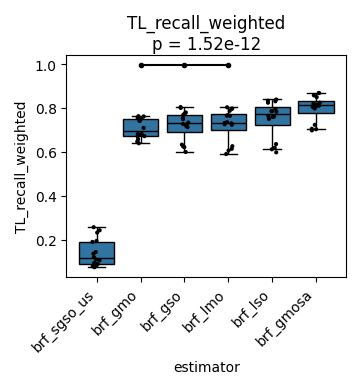 TL_recall_weighted
p = 1.52e-12
TL_recall_weighted
1.0
0.8
0.6
0.4
0.2
brf_sgso_us
brf_gmo
brf_gso
brf_lmo
brf_lso
brf_gmosa
estimator